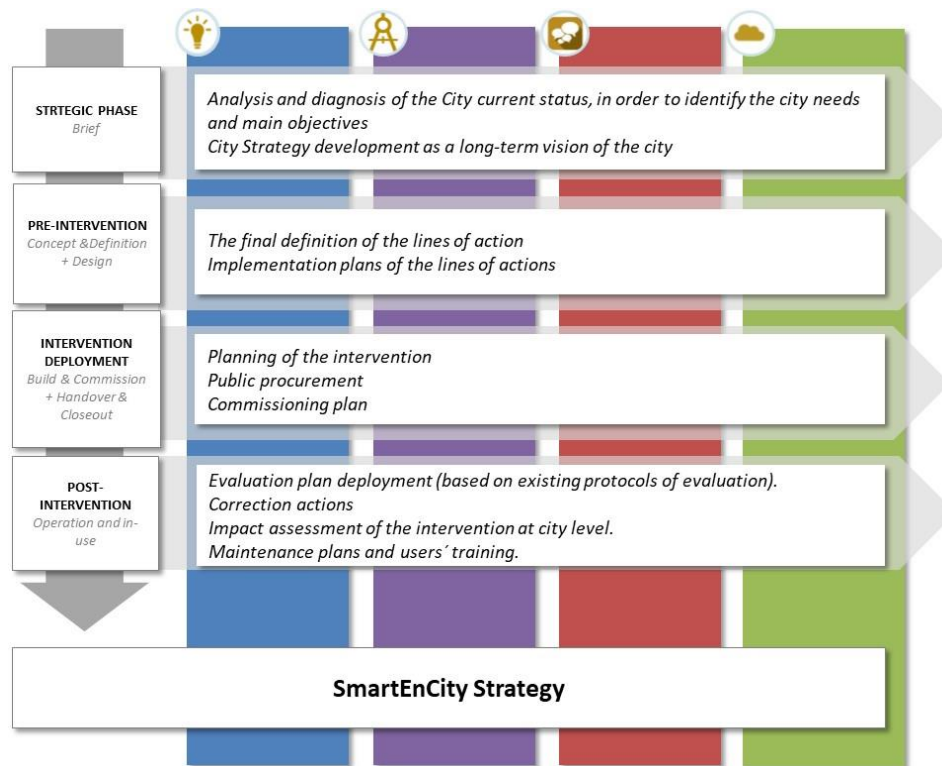 STRTEGIC PHASE
Brief
Analysis and diagnosis of the City current status, in order to identify the city needs
and main objectives
City Strategy development as a long-term vision of the city
PRE-INTERVENTION
Concept &Definition
+ Design
The final definition of the lines of action
Implementation plans of the lines of actions
INTERVENTION
DEPLOYMENT
Build & Commission
+ Handover &
Closeout
Planning of the intervention
Public procurement
Commissioning plan
POST-
INTERVENTION
Operation and in-
use
Evaluation plan deployment (based on existing protocols of evaluation).
Correction actions
Impact assessment of the intervention at city level.
Maintenance plans and users´ training.
SmartEnCity Strategy